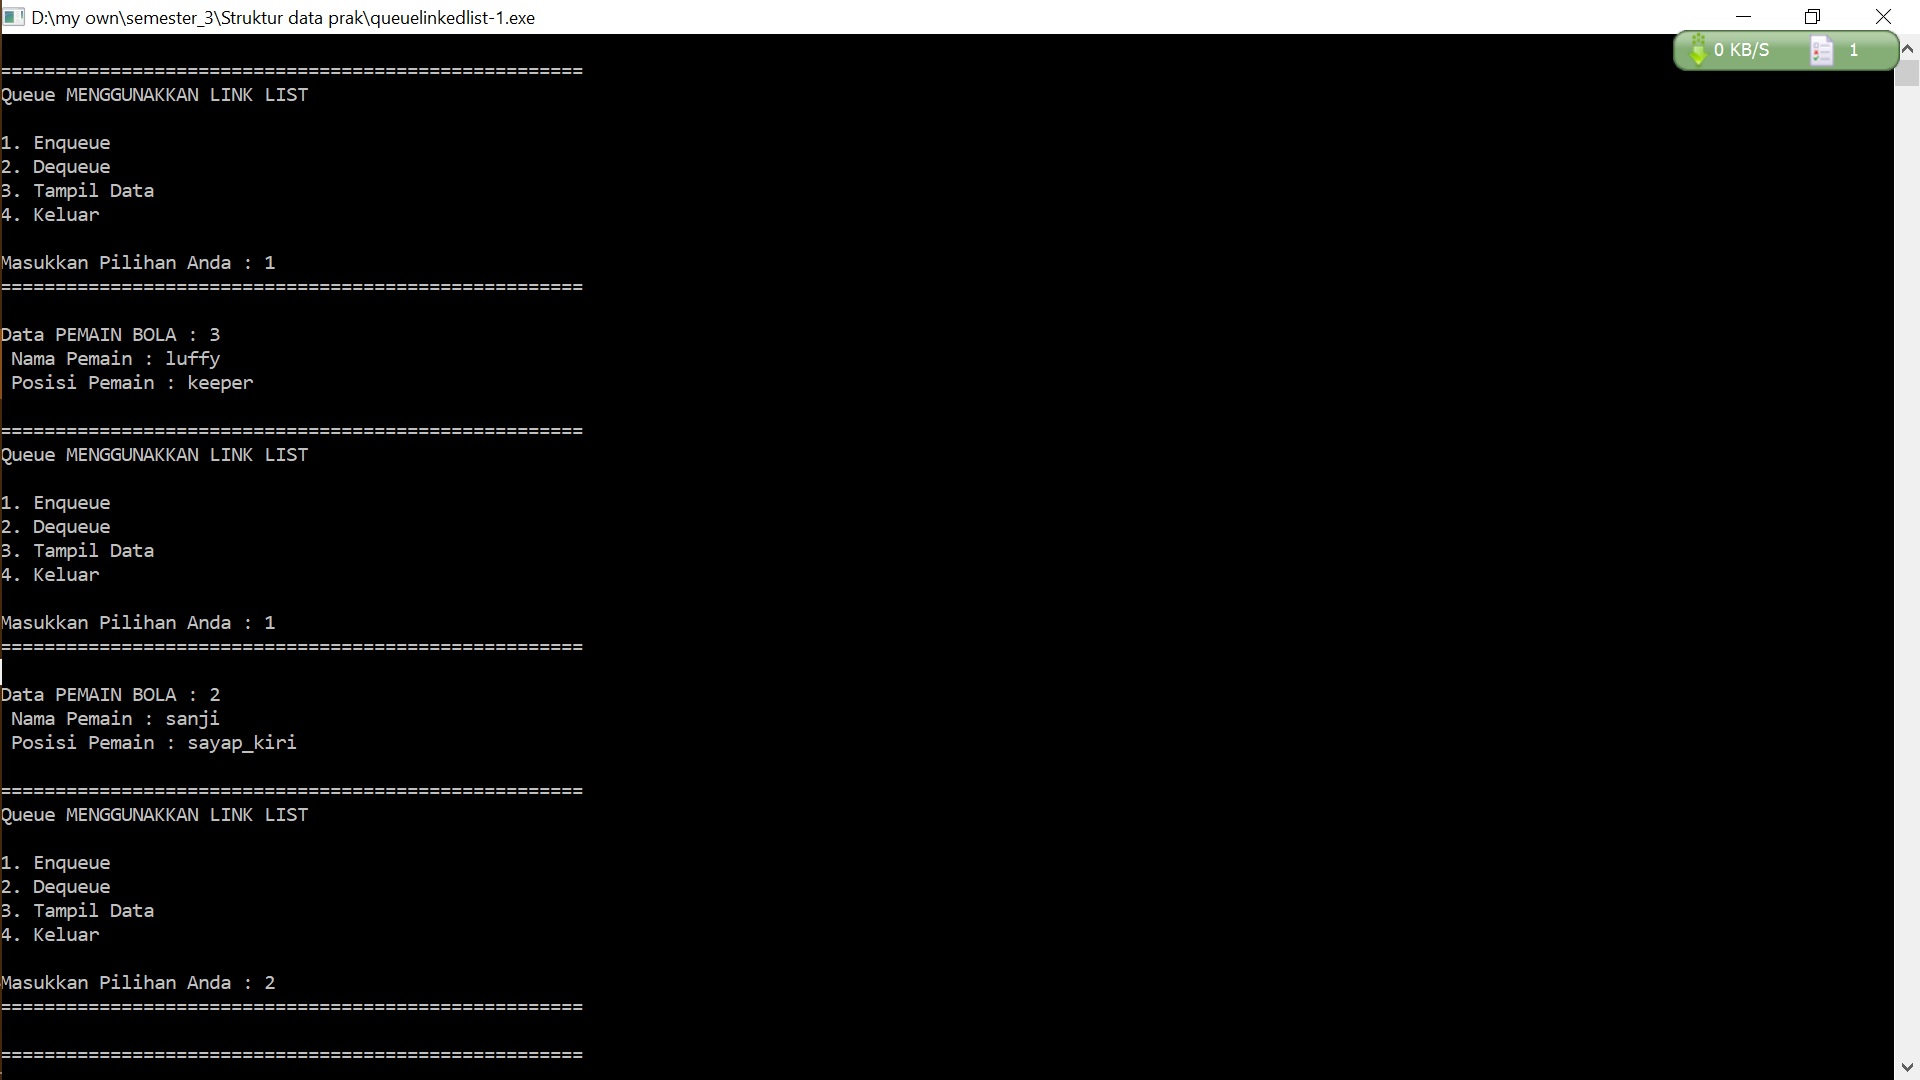 D:\my own\semester_3\Struktur data prak\queuelinkedlist-1.exe
0 KB/S 1
=====================================================
Queue MENGGUNAKKAN LINK LIST
1. Enqueue
2. Dequeue
3. Tampil Data
4. Keluar
Masukkan Pilihan Anda : 1
=====================================================
Data PEMAIN BOLA : 3
Nama Pemain : luffy
Posisi Pemain : keeper
=====================================================
Queue MENGGUNAKKAN LINK LIST
1. Enqueue
2. Dequeue
3. Tampil Data
4. Keluar
Masukkan Pilihan Anda : 1
=====================================================
Data PEMAIN BOLA : 2
Nama Pemain : sanji
Posisi Pemain : sayap_kiri
=====================================================
Queue MENGGUNAKKAN LINK LIST
1. Enqueue
2. Dequeue
3. Tampil Data
4. Keluar
Masukkan Pilihan Anda : 2
=====================================================
=====================================================